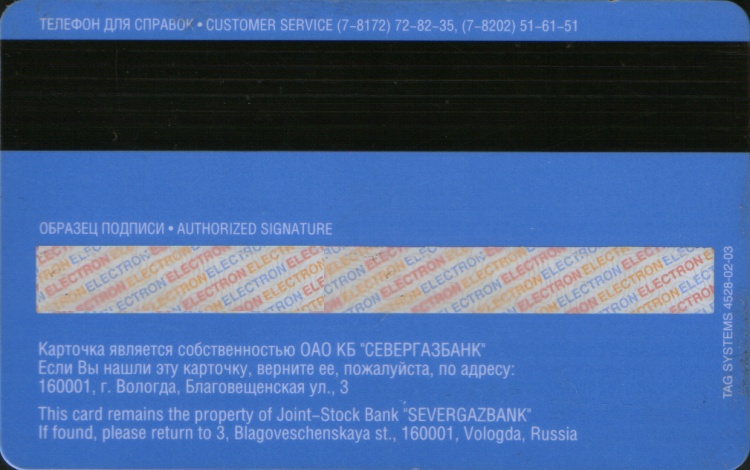 ТЕЛЕФОН ДЛЯ СПРАВОК • CUSTOMER SERVICE (7-8172) 72-82-35, (7-8202) 51-61-51
ОБРАЗЕЦ ПОДПИСИ • AUTHORIZED SIGNATURE
ELECTRON ELECTRON ELECTRON ELECTRON ELECTRON ELECTRON
Карточка является собственностью ОАО КБ "СЕВЕРГАЗБАНК"
Если Вы нашли эту карточку, верните ее, пожалуйста, по адресу:
160001, г. Вологда, Благовещенская ул., 3
This card remains the property of Joint-Stock Bank "SEVERGAZBANK"
If found, please return to 3, Blagoveschenskaya st., 160001, Vologda, Russia
TAG SYSTEMS 4528-02-03